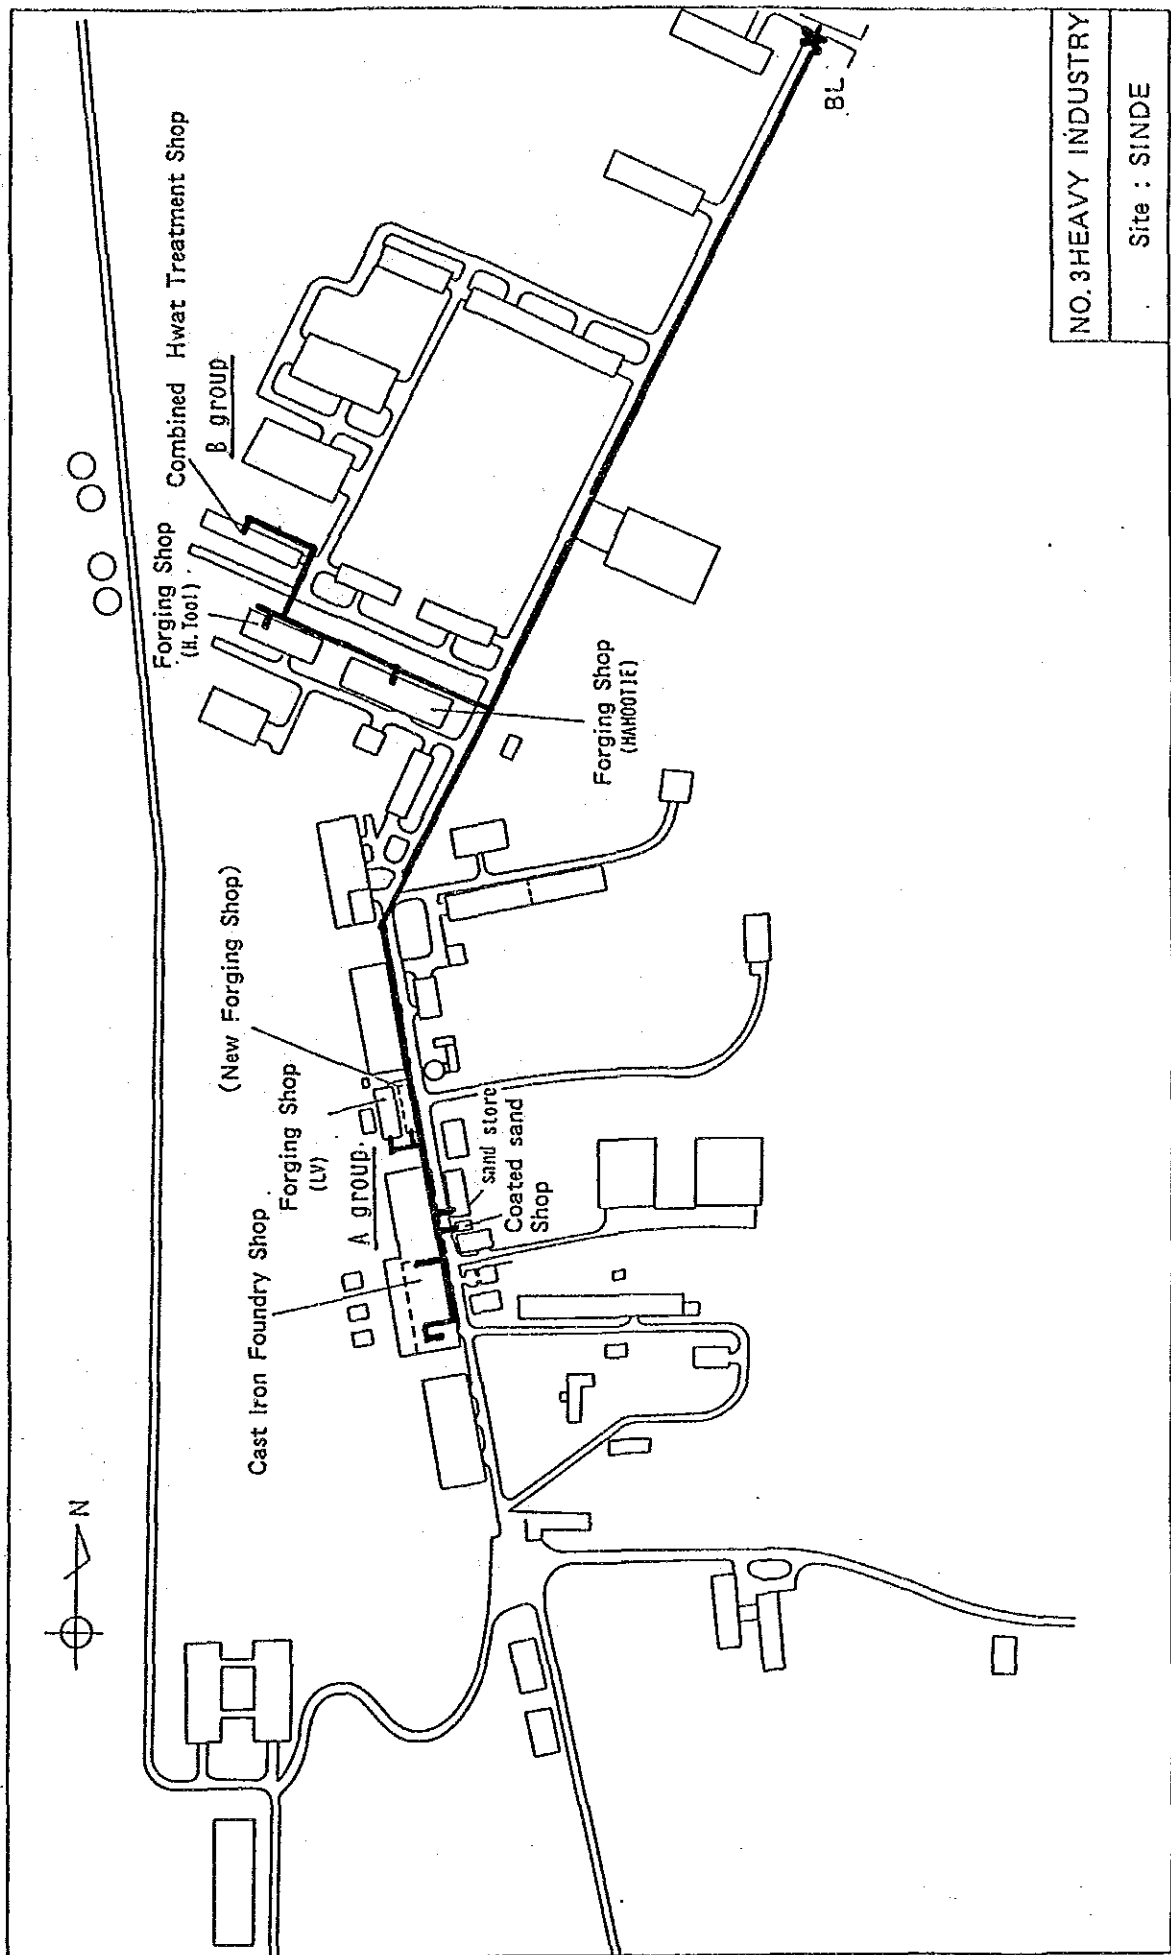 N
Cast Iron Foundry Shop
A group
Forging Shop
(LV)
(New Forging Shop)
sand store
Coated sand
Shop
Forging Shop
(H.Tool)
Combined Hwat Treatment Shop
B group
Forging Shop
(HAHOOTIE)
BL
NO.3HEAVY INDUSTRY
Site : SINDE